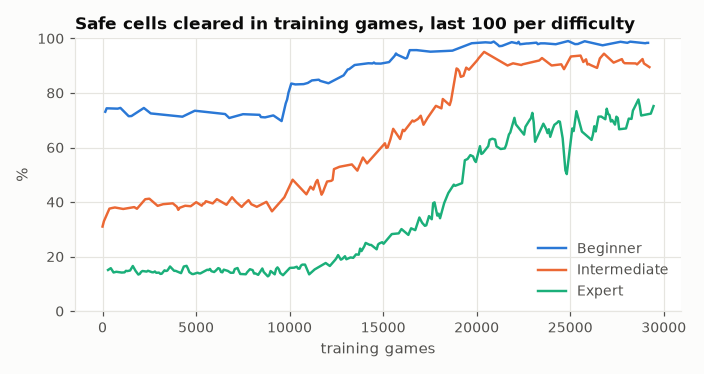 Safe cells cleared in training games, last 100 per difficulty
100
80
60
40
20
0
%
0 5000 10000 15000 20000 25000 30000
training games
Beginner
Intermediate
Expert